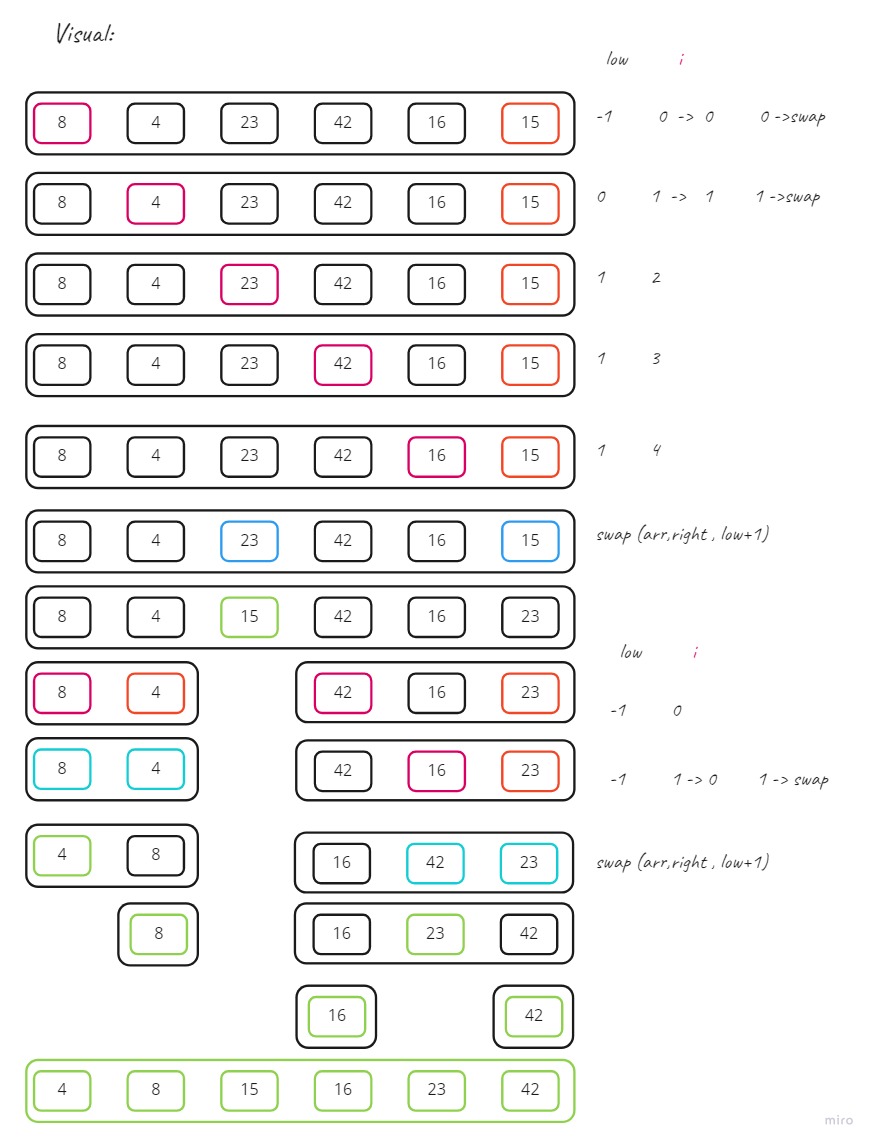 Visual:
low i
8 4 23 42 16 15 -1 0 -> 0 0 ->swap
8 4 23 42 16 15 0 1 -> 1 1 ->swap
8 4 23 42 16 15 1 2
8 4 23 42 16 15 1 3
8 4 23 42 16 15 1 4
8 4 23 42 16 15 swap (arr,right , low+1)
8 4 15 42 16 23
low i
8 4 42 16 23 -1 0
8 4 42 16 23 -1 1 -> 0 1 -> swap
4 8 16 42 23 swap (arr,right , low+1)
8 16 23 42
16 42
4 8 15 16 23 42
miro